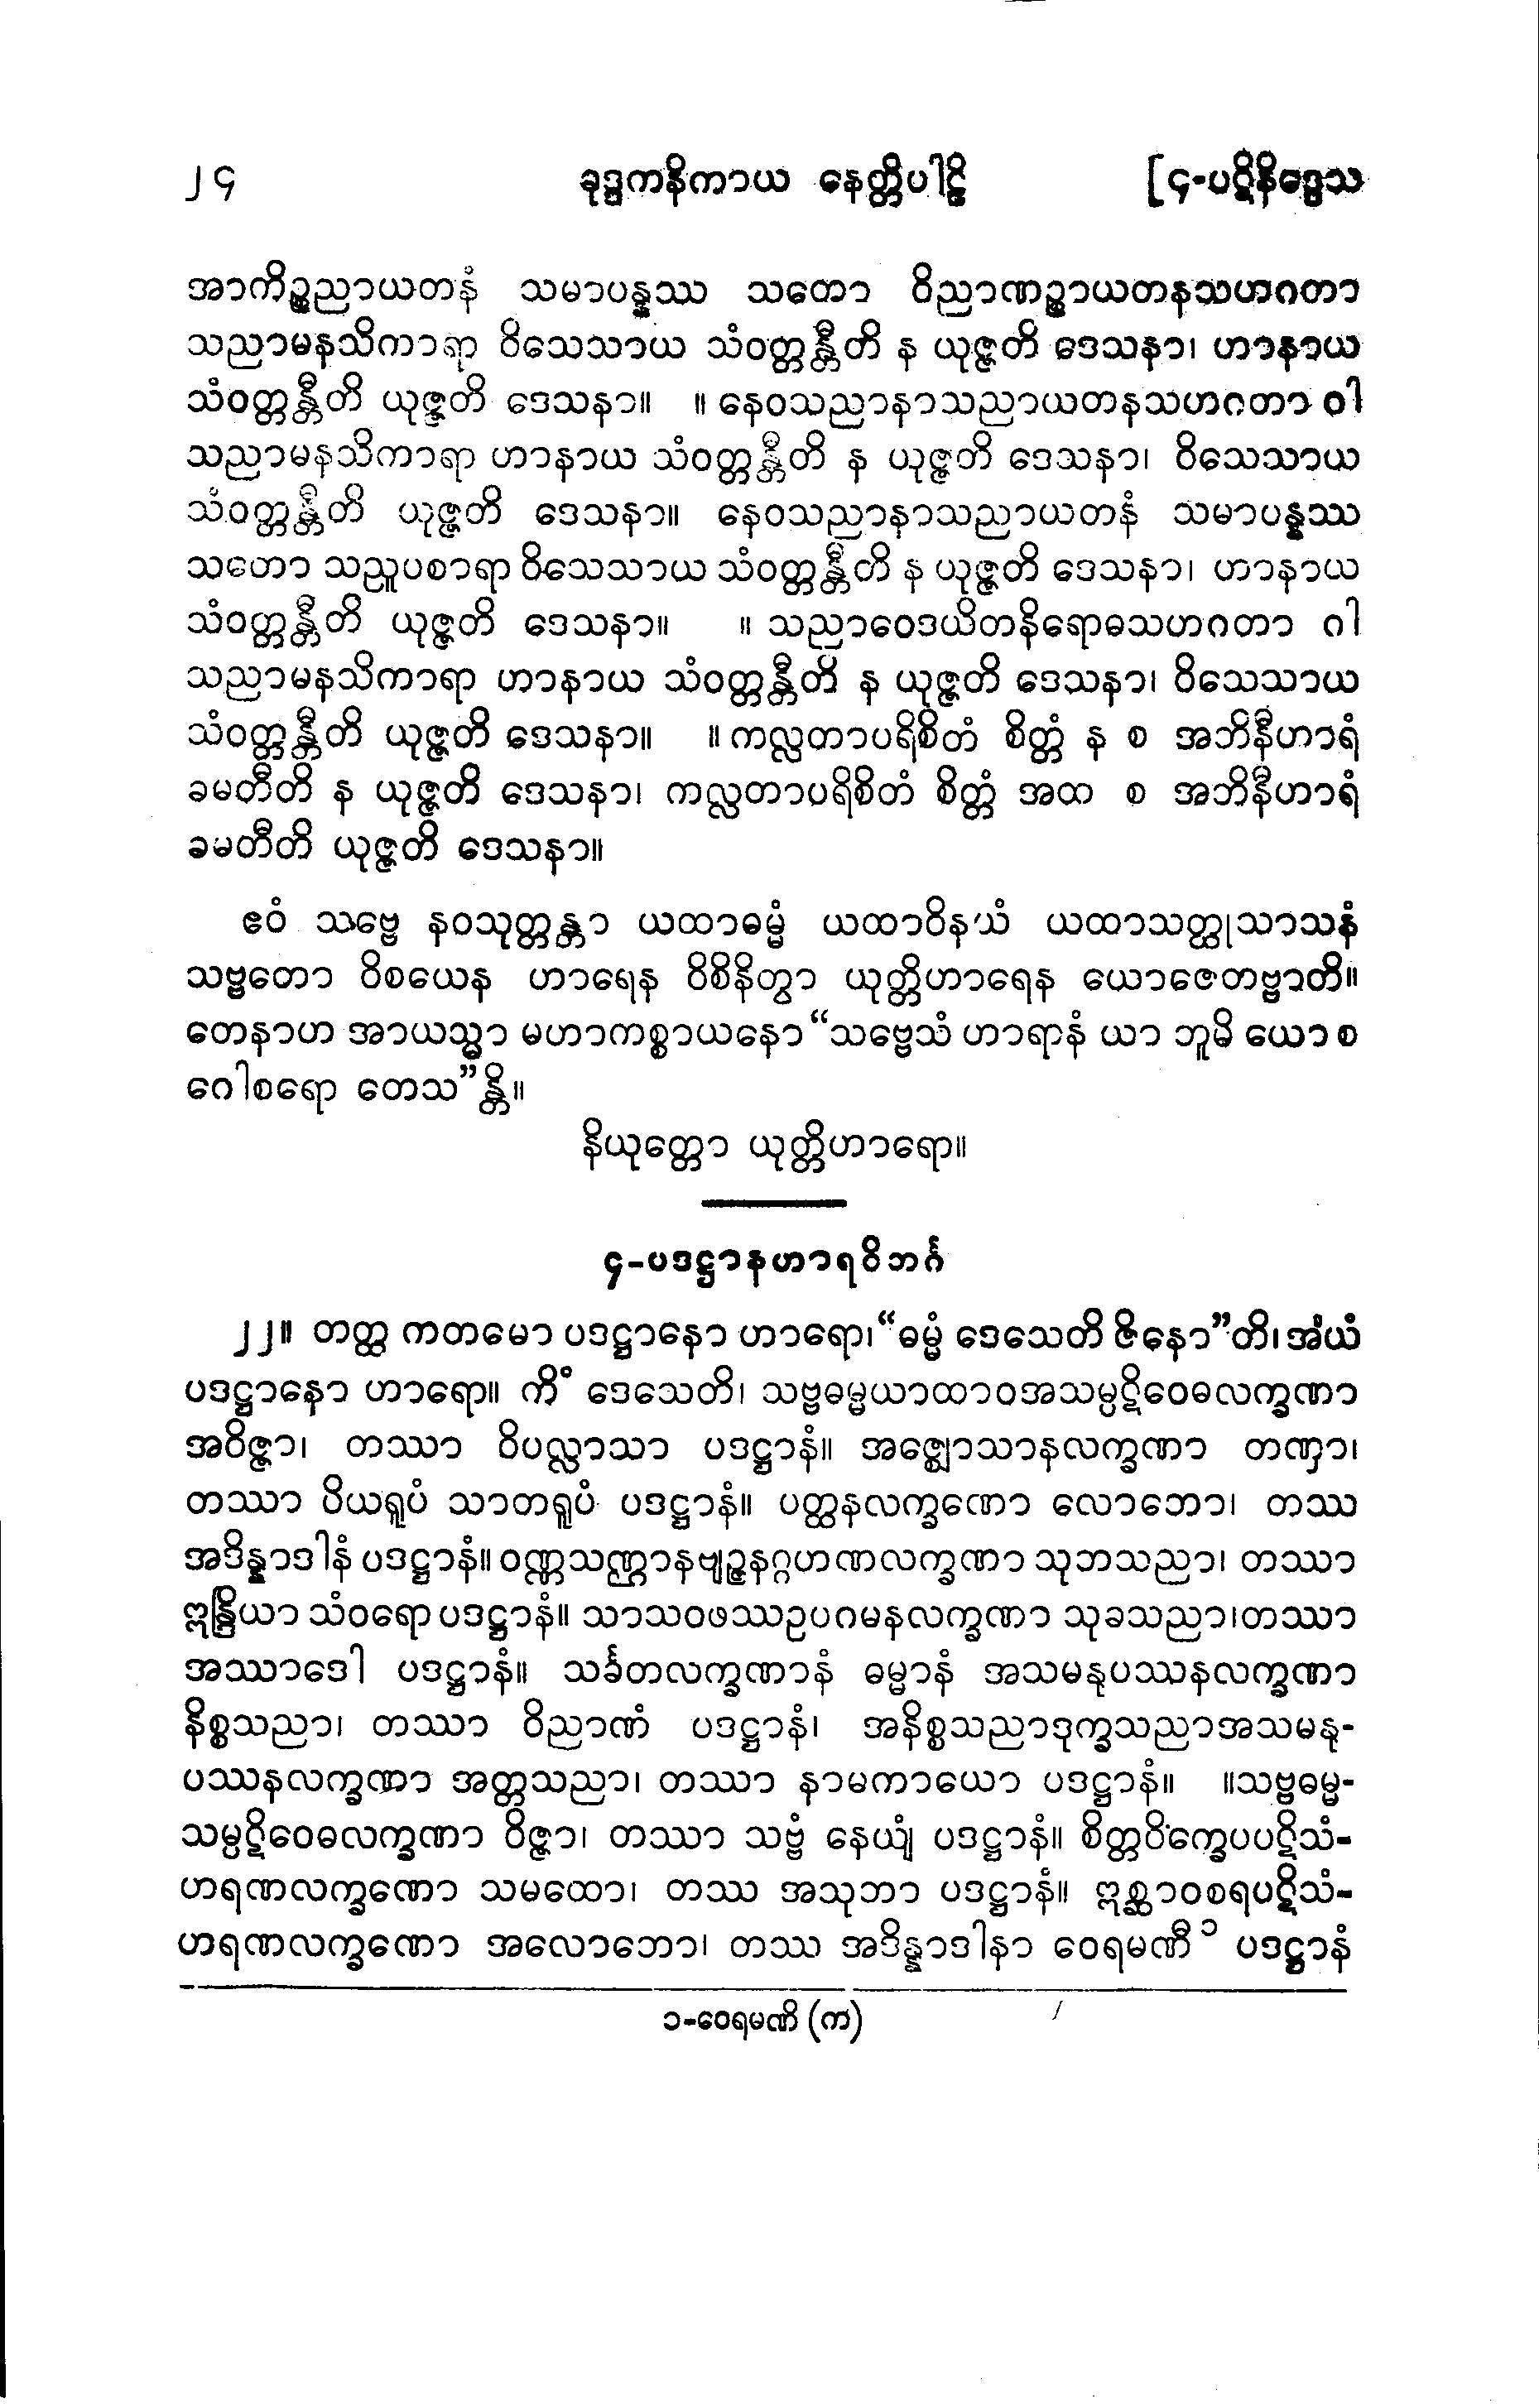 ၂၄ ခုဒ္ဒကနိကာယ နေတ္တိပါဠိ [၄-ပဋိနိဒ္ဒေသ
အာကိဉ္စညာယတနံ သမာပန္နဿ သတော ဝိညာဏဉ္စာယတနသဟဂတာ
သညာမနသိကာရာ ဝိသေသာယ သံဝတ္တန္တီတိ န ယုဇ္ဇတိ ဒေသနာ၊ ဟာနာယ
သံဝတ္တန္တီတိ ယုဇ္ဇတိ ဒေသနာ။ ။ နေဝသညာနာသညာယတနသဟဂတာ ဝါ
သညာမနသိကာရာ ဟာနာယ သံဝတ္တန္တီတိ န ယုဇ္ဇတိ ဒေသနာ၊ ဝိသေသာယ
သံဝတ္တန္တီတိ ယုဇ္ဇတိ ဒေသနာ။ နေဝသညာနာသညာယတနံ သမာပန္နဿ
သတော သညူပစာရာ ဝိသေသာယ သံဝတ္တန္တီတိ န ယုဇ္ဇတိ ဒေသနာ၊ ဟာနာယ
သံဝတ္တန္တီတိ ယုဇ္ဇတိ ဒေသနာ။ ။ သညာဝေဒယိတနိရောဓသဟဂတာ ဝါ
သညာမနသိကာရာ ဟာနာယ သံဝတ္တန္တီတိ န ယုဇ္ဇတိ ဒေသနာ၊ ဝိသေသာယ
သံဝတ္တန္တီတိ ယုဇ္ဇတိ ဒေသနာ။ ။ ကလ္လတာပရိစိတံ စိတ္တံ န စ အဘိနီဟာရံ
ခမတီတိ န ယုဇ္ဇတိ ဒေသနာ၊ ကလ္လတာပရိစိတံ စိတ္တံ အထ စ အဘိနီဟာရံ
ခမတီတိ ယုဇ္ဇတိ ဒေသနာ။
ဧဝံ သဗ္ဗေ နဝသုတ္တန္တာ ယထာဓမ္မံ ယထာဝိနယံ ယထာသတ္ထုသာသနံ
သဗ္ဗတော ဝိစယေန ဟာရေန ဝိစိနိတွာ ယုတ္တိဟာရေန ယောဇေတဗ္ဗာတိ။
တေနာဟ အာယသ္မာ မဟာကစ္စာယနော “သဗ္ဗေသံ ဟာရာနံ ယာ ဘူမိ ယော စ
ဂေါစရော တေသ”န္တိ။
နိယုတ္တော ယုတ္တိဟာရော။
၄-ပဒဋ္ဌာနဟာရဝိဘင်္ဂ
၂၂။ တတ္ထ ကတမော ပဒဋ္ဌာနော ဟာရော၊ “ဓမ္မံ ဒေသေတိ ဇိနော”တိ၊ အယံ
ပဒဋ္ဌာနော ဟာရော။ ကိံ ဒေသေတိ၊ သဗ္ဗဓမ္မယာထာဝအသမ္ပဋိဝေဓလက္ခဏာ
အဝိဇ္ဇာ၊ တဿာ ဝိပလ္လာသာ ပဒဋ္ဌာနံ။ အဇ္ဈောသာနလက္ခဏာ တဏှာ၊
တဿာ ပိယရူပံ သာတရူပံ ပဒဋ္ဌာနံ။ ပတ္ထနလက္ခဏော လောဘော၊ တဿ
အဒိန္နာဒါနံ ပဒဋ္ဌာနံ။ ဝဏ္ဏသဏ္ဌာနဗျဉ္ဇနဂ္ဂဟဏလက္ခဏာ သုဘသညာ၊ တဿာ
ဣန္ဒြိယာ သံဝရော ပဒဋ္ဌာနံ။ သာသဝဖဿဥပဂမနလက္ခဏာ သုခသညာ၊တဿာ
အဿာဒေါ ပဒဋ္ဌာနံ။ သင်္ခတလက္ခဏာနံ ဓမ္မာနံ အသမနုပဿနလက္ခဏာ
နိစ္စသညာ၊ တဿာ ဝိညာဏံ ပဒဋ္ဌာနံ၊ အနိစ္စသညာဒုက္ခသညာအသမနု-
ပဿနလက္ခဏာ အတ္တသညာ၊ တဿာ နာမကာယော ပဒဋ္ဌာနံ။ ။သဗ္ဗဓမ္မ-
သမ္ပဋိဝေဓလက္ခဏာ ဝိဇ္ဇာ၊ တဿာ သဗ္ဗံ နေယျံ ပဒဋ္ဌာနံ။ စိတ္တဝိက္ခေပပဋိသံ-
ဟရဏလက္ခဏော သမထော၊ တဿ အသုဘာ ပဒဋ္ဌာနံ။ ဣစ္ဆာဝစရပဋိသံ-
ဟရဏလက္ခဏော အလောဘော၊ တဿ အဒိန္နာဒါနာ ဝေရမဏီ ၁ ပဒဋ္ဌာနံ
၁-ဝေရမဏိ (က)